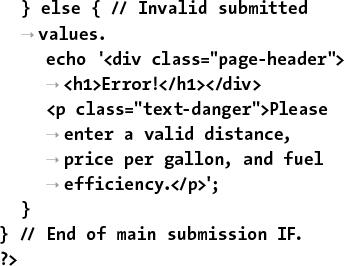 } else { // Invalid submitted
→ values.
echo '<div class="page-header">
→ <h1>Error!</h1></div>
<p class="text-danger">Please
→ enter a valid distance,
→ price per gallon, and fuel
→ efficiency.</p>';
}
} // End of main submission IF.
?>